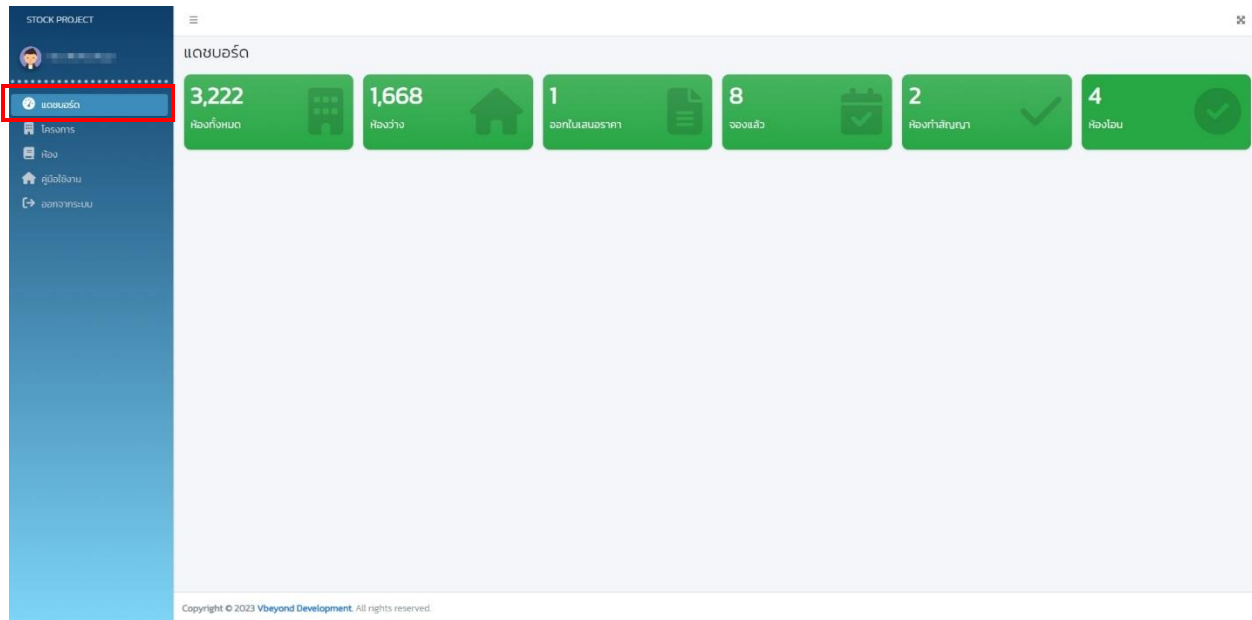 STOCK PROJECT
แดชบอร์ด
โครงการ
ห้อง
คู่มือใช้งาน
ออกจากระบบ
แดชบอร์ด
3,222
ห้องทั้งหมด
1,668
ห้องว่าง
1
ออกใบเสนอราคา
8
จองแล้ว
2
ห้องทำสัญญา
4
ห้องโอน
Copyright © 2023 Vbeyond Development. All rights reserved.